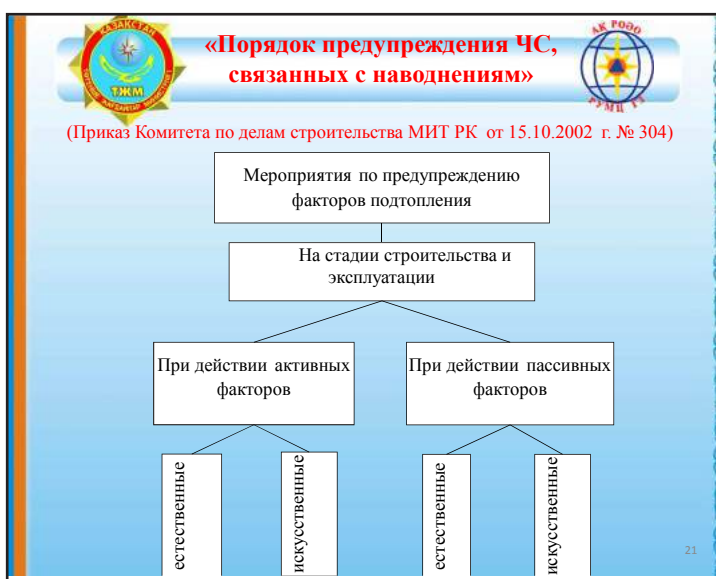 «Порядок предупреждения ЧС,
связанных с наводнениям»
(Приказ Комитета по делам строительства МИТ РК от 15.10.2002 г. № 304)
Мероприятия по предупреждению
факторов подтопления
На стадии строительства и
эксплуатации
При действии активных
факторов
При действии пассивных
факторов
естественные
искусственные
естественные
искусственные
21
ҚАЗАҚСТАН
ТЖМ